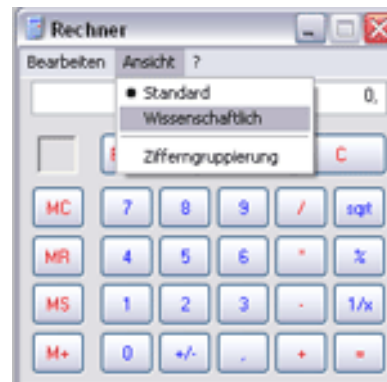 Rechner
Bearbeiten Ansicht ?
Standard
0,
Wissenschaftlich
Zifferngruppierung
C
MC 7 8 9 / sqrt
MR 4 5 6 * %
MS 1 2 3 - 1/x
M+ 0 +/- , + =